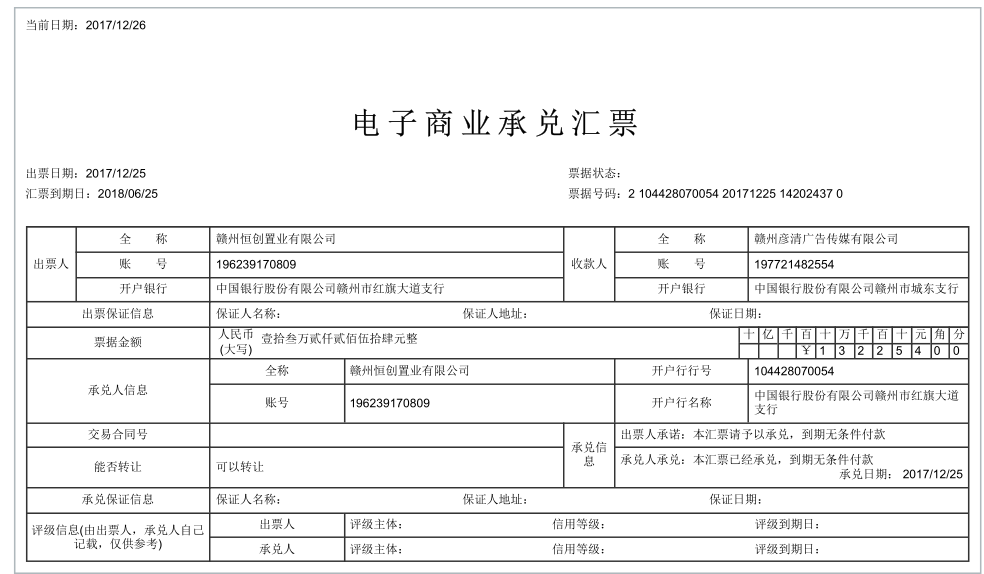 当前日期：2017/12/26
电子商业承兑汇票
出票日期：2017/12/25
票据状态：
汇票到期日：2018/06/25
票据号码：2 104428070054 20171225 14202437 0
出票人
全 称
赣州恒创置业有限公司
收款人
全 称
赣州彦清广告传媒有限公司
账 号
196239170809
账 号
197721482554
开户银行
中国银行股份有限公司赣州市红旗大道支行
开户银行
中国银行股份有限公司赣州市城东支行
出票保证信息
保证人名称：
保证人地址：
保证日期：
票据金额
人民币
(大写)
壹拾叁万贰仟贰佰伍拾肆元整
十 亿 千 百 十 万 千 百 十 元 角 分
¥ 1 3 2 2 5 4 0 0
承兑人信息
全称
赣州恒创置业有限公司
开户行行号
104428070054
账号
196239170809
开户行名称
中国银行股份有限公司赣州市红旗大道
支行
交易合同号
承兑信
息
出票人承诺：本汇票请予以承兑，到期无条件付款
能否转让
可以转让
承兑人承兑：本汇票已经承兑，到期无条件付款
承兑日期： 2017/12/25
承兑保证信息
保证人名称：
保证人地址：
保证日期：
评级信息(由出票人，承兑人自己
记载，仅供参考)
出票人
评级主体：
信用等级：
评级到期日：
承兑人
评级主体：
信用等级：
评级到期日：